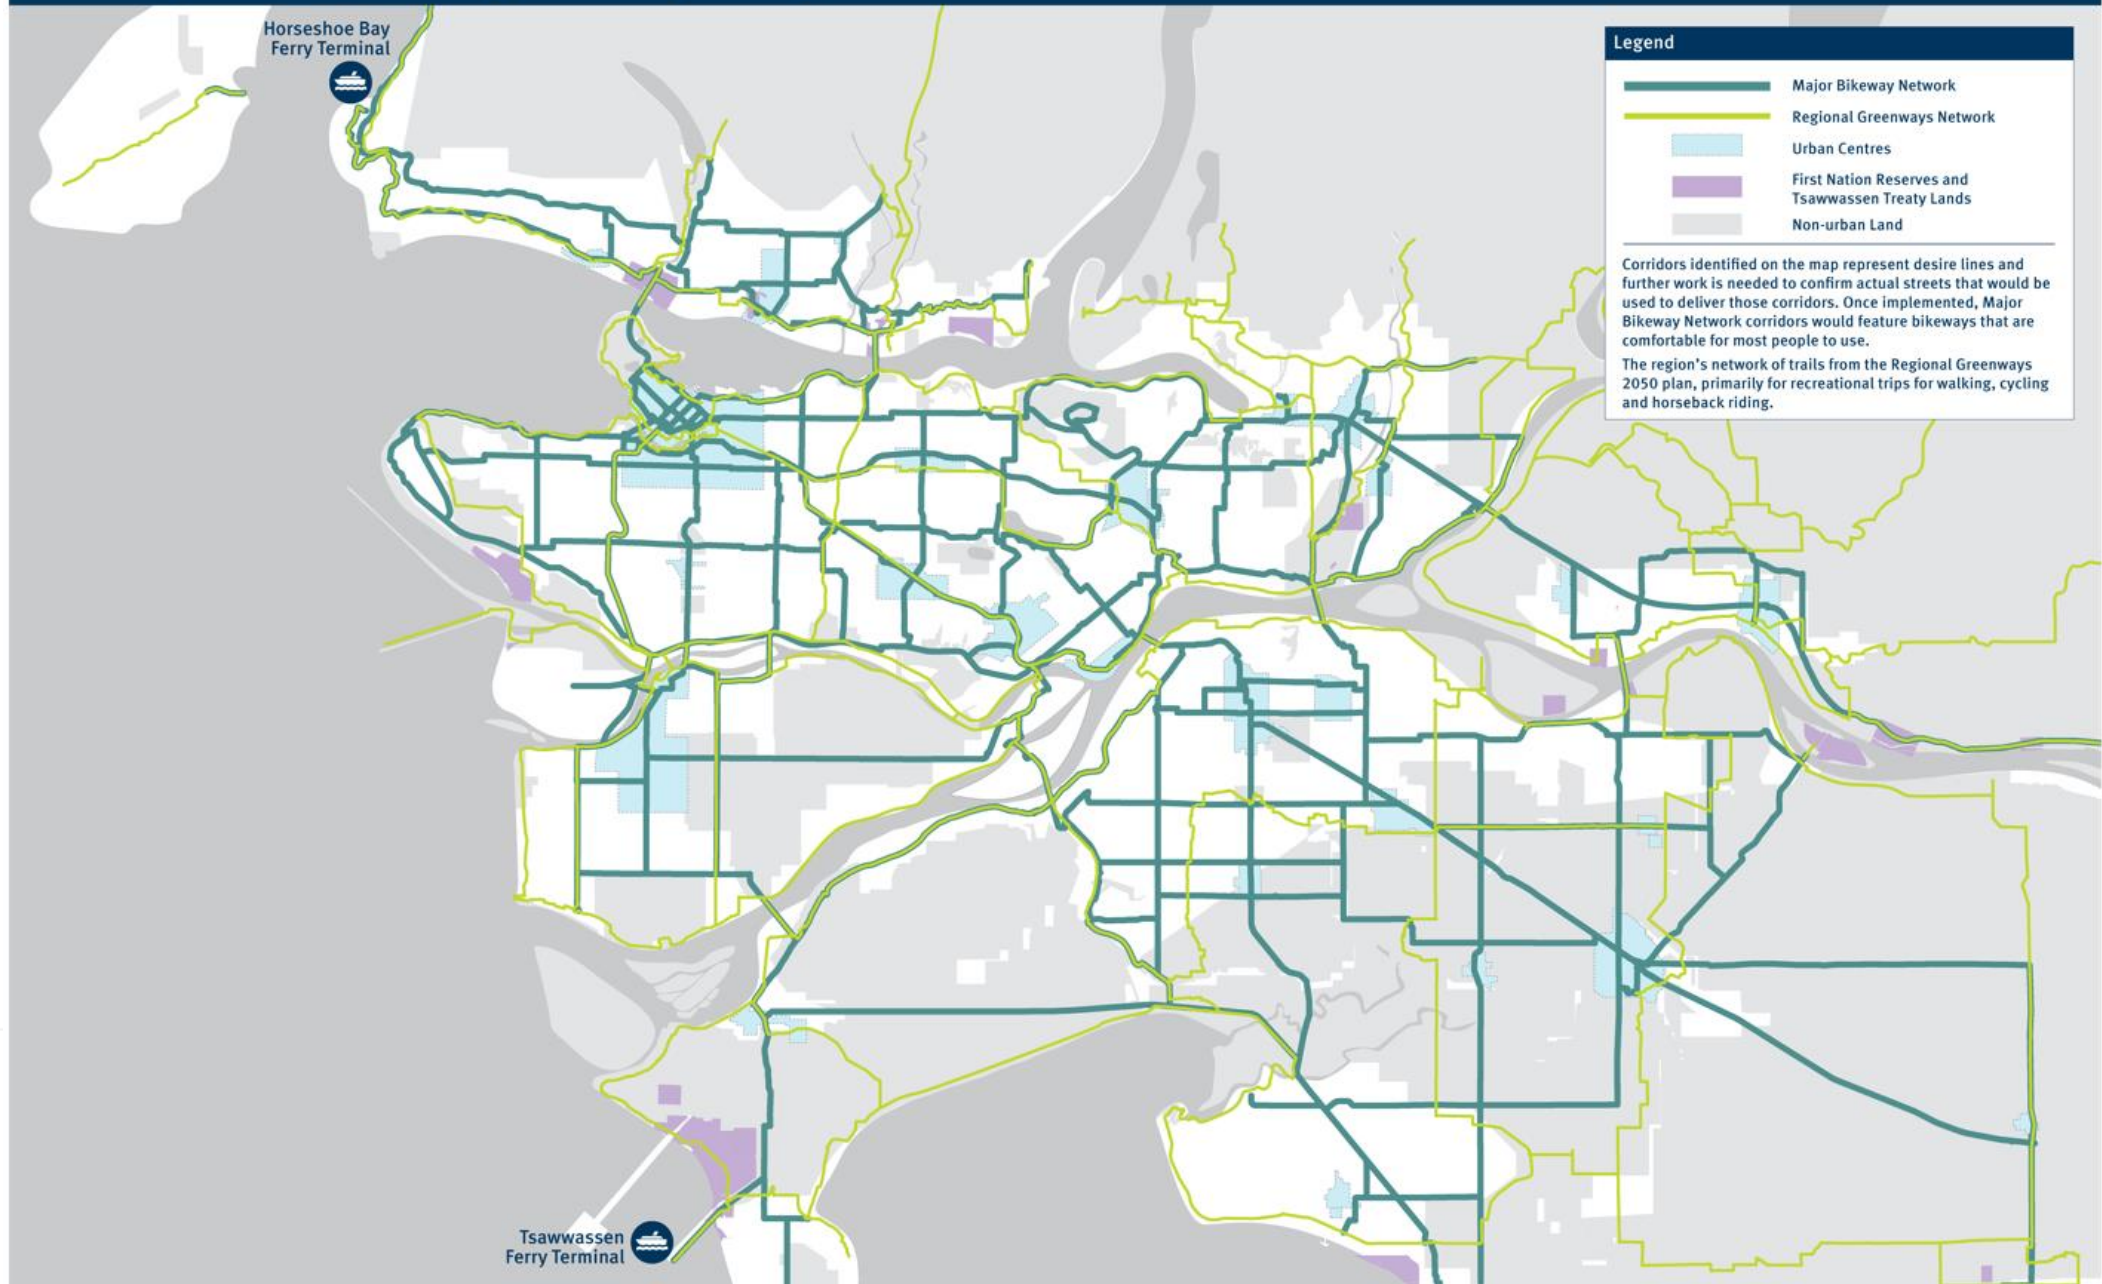 Horseshoe Bay
Ferry Terminal
Legend
Major Bikeway Network
Regional Greenways Network
Urban Centres
First Nation Reserves and
Tsawwassen Treaty Lands
Non-urban Land
Corridors identified on the map represent desire lines and
further work is needed to confirm actual streets that would be
used to deliver those corridors. Once implemented, Major
Bikeway Network corridors would feature bikeways that are
comfortable for most people to use.
The region's network of trails from the Regional Greenways
2050 plan, primarily for recreational trips for walking, cycling
and horseback riding.
Tsawwassen
Ferry Terminal